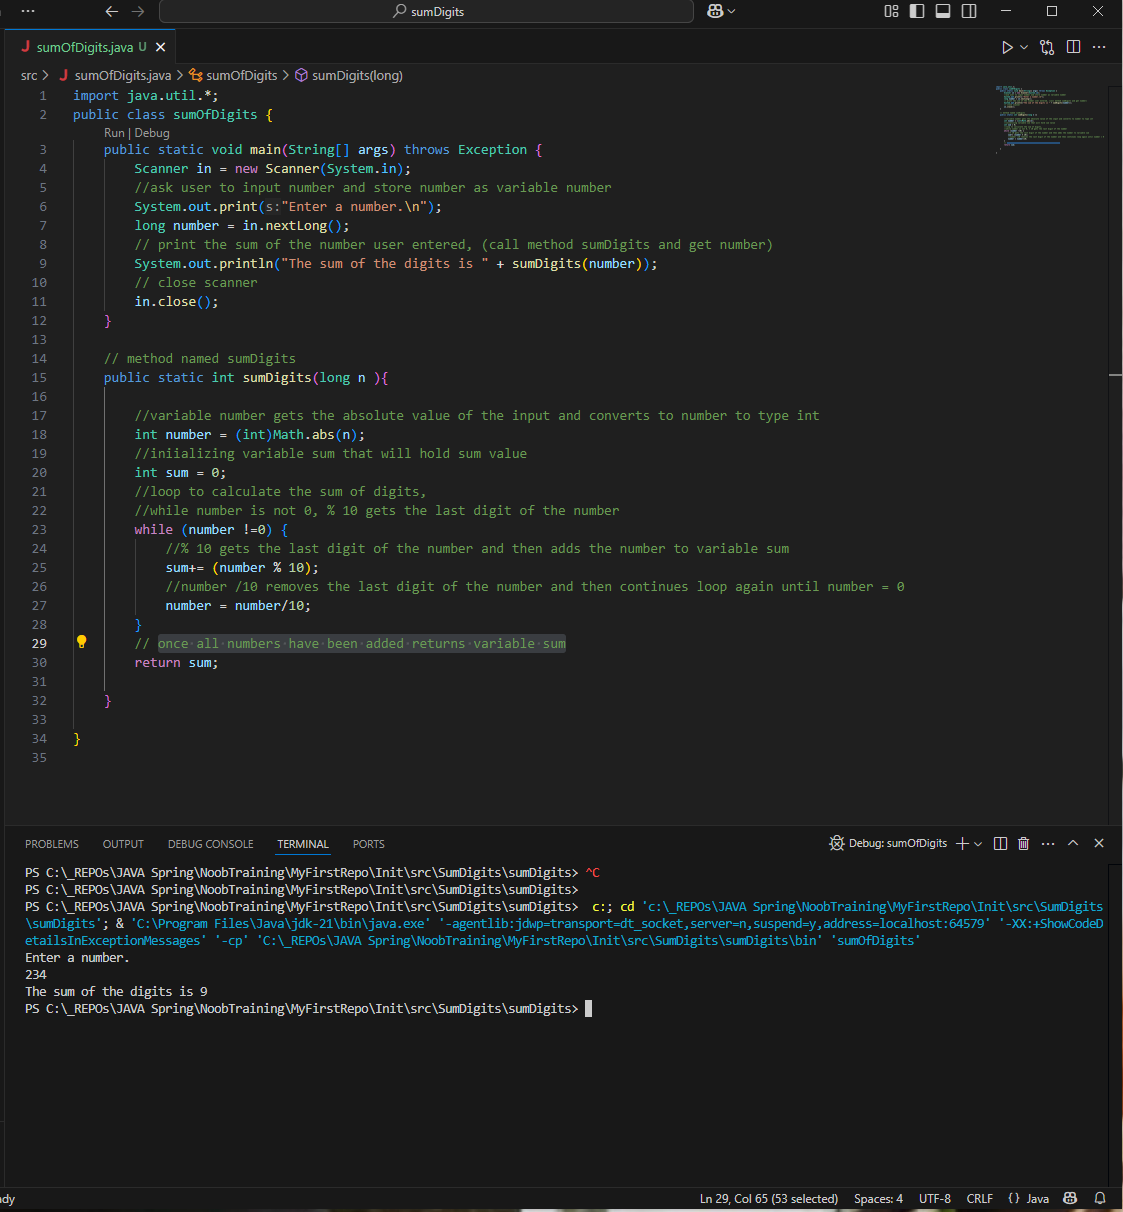 sumDigits
J sumOfDigits.java U
src > J sumOfDigits.java > sumOfDigits > sumDigits(long)
1 import java.util.*;
2 public class sumOfDigits {
Run | Debug
3 public static void main(String[] args) throws Exception {
4 Scanner in = new Scanner(System.in);
5 //ask user to input number and store number as variable number
6 System.out.print(s:"Enter a number.\n");
7 long number = in.nextLong();
8 // print the sum of the number user entered, (call method sumDigits and get number)
9 System.out.println("The sum of the digits is " + sumDigits(number));
10 // close scanner
11 in.close();
12 }
13
14 // method named sumDigits
15 public static int sumDigits(long n ){
16
17 //variable number gets the absolute value of the input and converts to number to type int
18 int number = (int)Math.abs(n);
19 //iniializing variable sum that will hold sum value
20 int sum = 0;
21 //loop to calculate the sum of digits,
22 //while number is not 0, % 10 gets the last digit of the number
23 while (number !=0) {
24 //% 10 gets the last digit of the number and then adds the number to variable sum
25 sum+= (number % 10);
26 //number /10 removes the last digit of the number and then continues loop again until number = 0
27 number = number/10;
28 }
29 // once all numbers have been added returns variable sum
30 return sum;
31
32 }
33
34 }
35
PROBLEMS OUTPUT DEBUG CONSOLE TERMINAL PORTS Debug: sumOfDigits
PS C:\_REPOs\JAVA Spring\NoobTraining\MyFirstRepo\Init\src\SumDigits\sumDigits> ^C
PS C:\_REPOs\JAVA Spring\NoobTraining\MyFirstRepo\Init\src\SumDigits\sumDigits>
PS C:\_REPOs\JAVA Spring\NoobTraining\MyFirstRepo\Init\src\SumDigits\sumDigits> c:; cd 'c:\_REPOs\JAVA Spring\NoobTraining\MyFirstRepo\Init\src\SumDigits
\sumDigits'; & 'C:\Program Files\Java\jdk-21\bin\java.exe' '-agentlib:jdwp=transport=dt_socket,server=n,suspend=y,address=localhost:64579' '-XX:+ShowCodeD
etailsInExceptionMessages' '-cp' 'C:\_REPOs\JAVA Spring\NoobTraining\MyFirstRepo\Init\src\SumDigits\sumDigits\bin' 'sumOfDigits'
Enter a number.
234
The sum of the digits is 9
PS C:\_REPOs\JAVA Spring\NoobTraining\MyFirstRepo\Init\src\SumDigits\sumDigits>
dy Ln 29, Col 65 (53 selected) Spaces: 4 UTF-8 CRLF {} Java